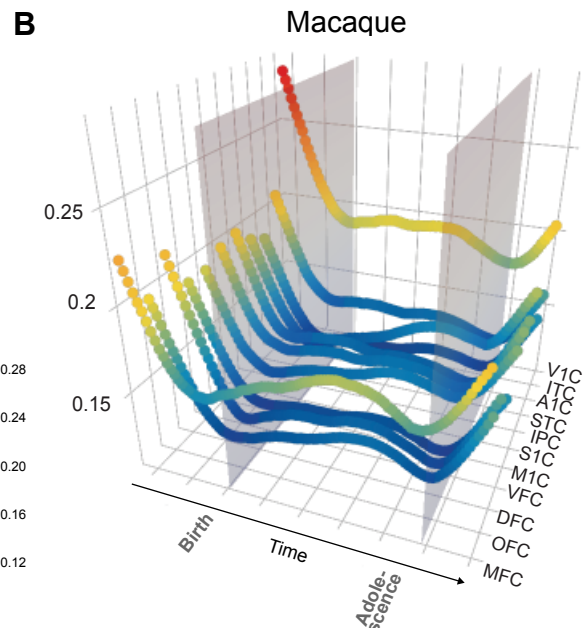 B
Macaque
0.25
0.2
0.15
0.28
0.24
0.20
0.16
0.12
V1C
ITC
A1C
STC
IPC
S1C
M1C
VFC
DFC
OFC
MFC
Birth
Time
Adole-
scence